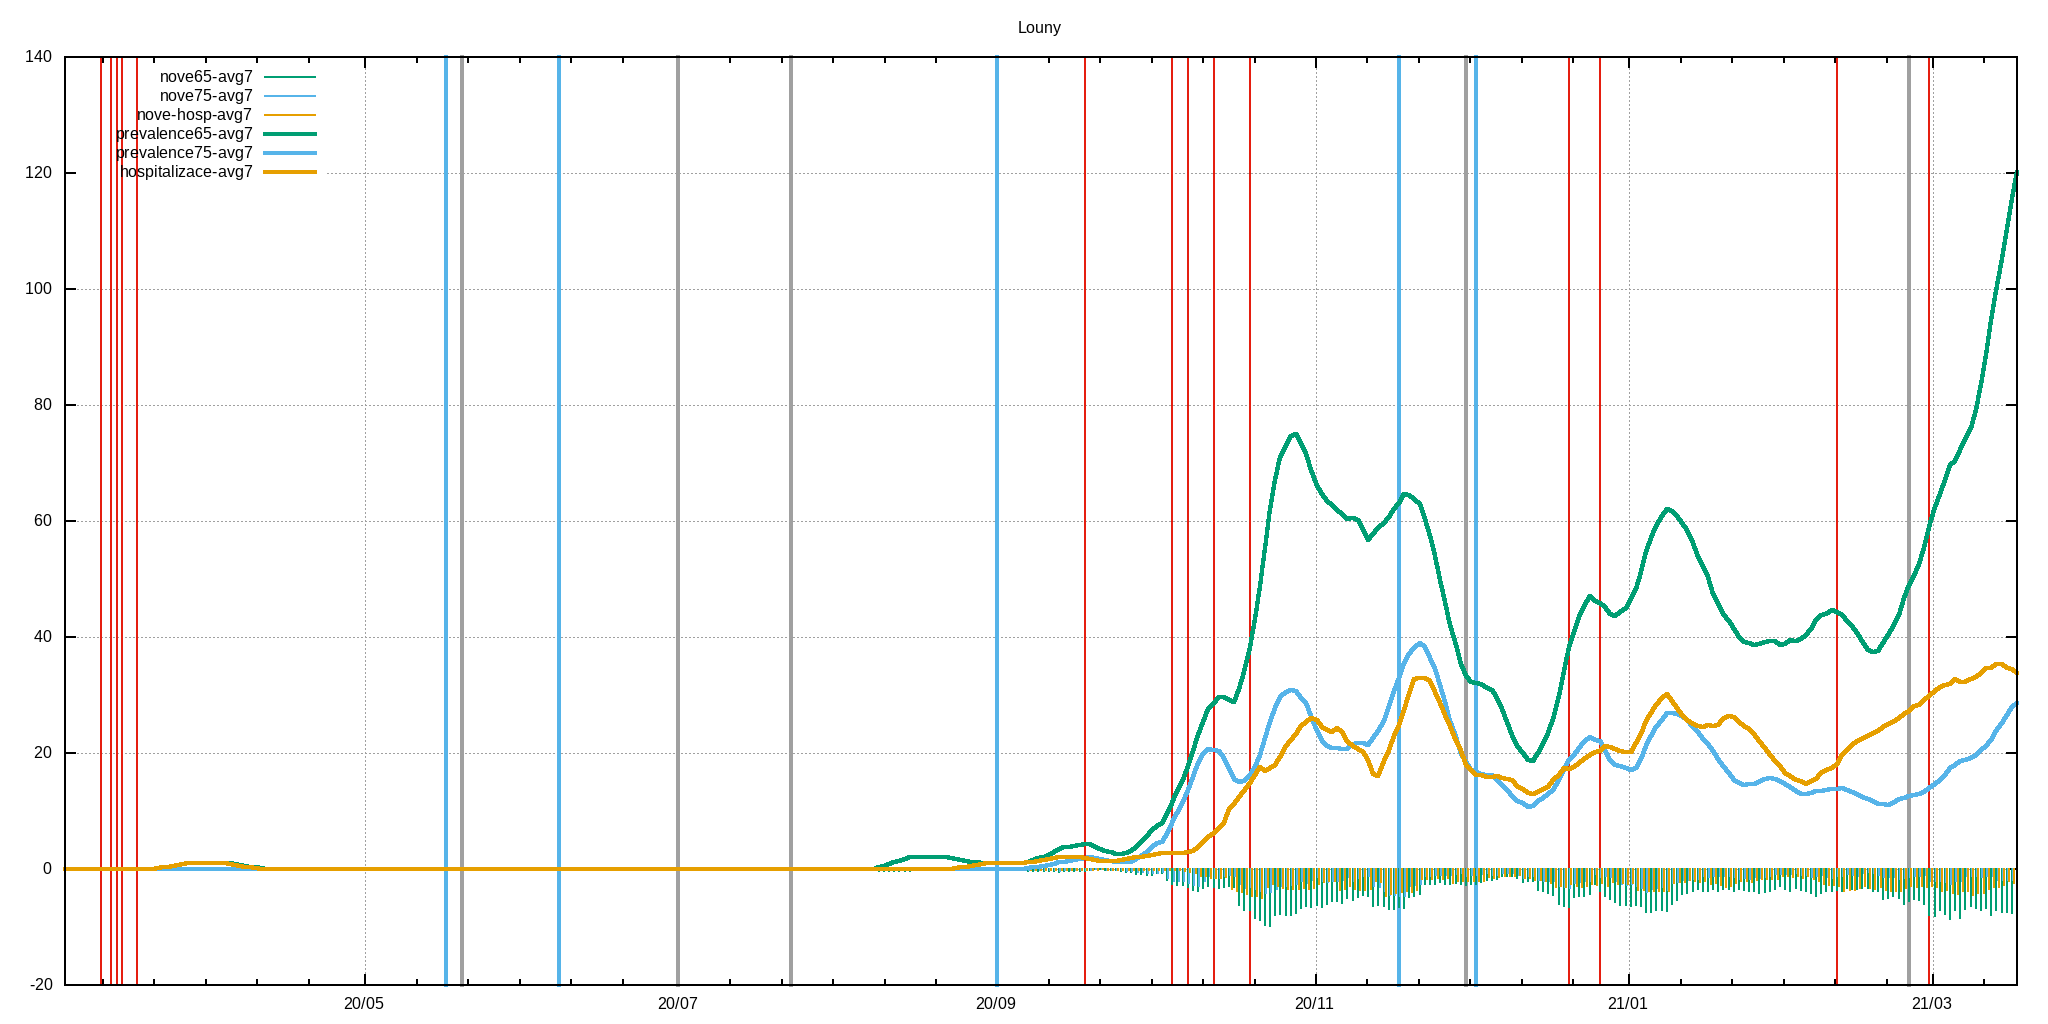 Louny
140
120
100
80
60
40
20
0
-20
nove65-avg7
nove75-avg7
nove-hosp-avg7
prevalence65-avg7
prevalence75-avg7
hospitalizace-avg7
20/05
20/07
20/09
20/11
21/01
21/03